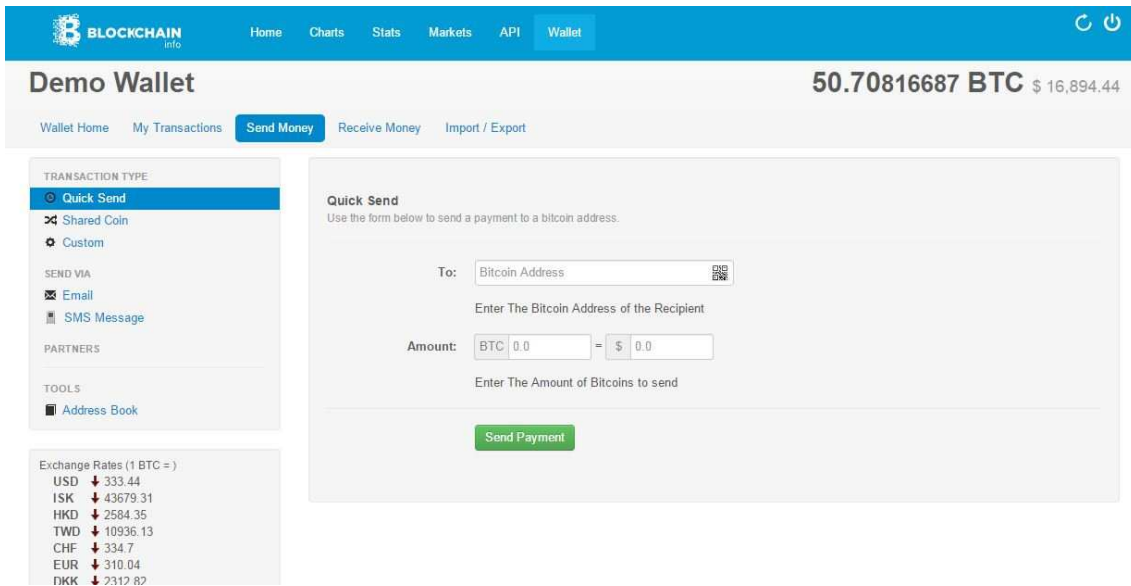 BLOCKCHAIN
info
Home Charts Stats Markets API Wallet
Demo Wallet
50.70816687 BTC $ 16,894.44
Wallet Home My Transactions Send Money Receive Money Import / Export
TRANSACTION TYPE
Quick Send
Shared Coin
Custom
SEND VIA
Email
SMS Message
PARTNERS
TOOLS
Address Book
Exchange Rates (1 BTC = )
USD 333.44
ISK 43679.31
HKD 2584.35
TWD 10936.13
CHF 334.7
EUR 310.04
DKK 2312.82
Quick Send
Use the form below to send a payment to a bitcoin address.
To: Bitcoin Address
Enter The Bitcoin Address of the Recipient
Amount: BTC 0.0 = $ 0.0
Enter The Amount of Bitcoins to send
Send Payment